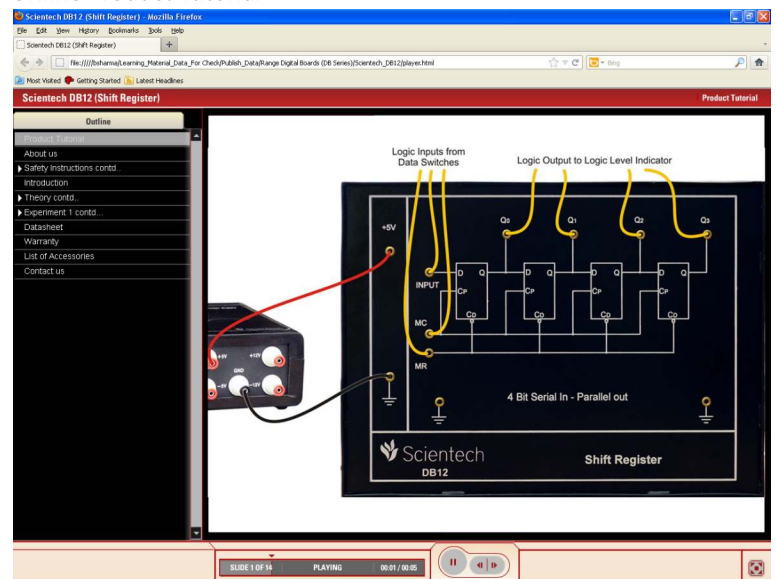 Scientech DB12 (Shift Register) - Mozilla Firefox
File Edit View History Bookmarks Tools Help
Scientech DB12 (Shift Register) +
file://///bsharma/Learning_Material_Data_For Check/Publish_Data/Range Digital Boards (DB Series)/Scientech_DB12/player.html
Bing
Most Visited Getting Started Latest Headlines
Scientech DB12 (Shift Register) Product Tutorial
Outline
Product Tutorial
About us
Safety Instructions contd..
Introduction
Theory contd..
Experiment 1 contd...
Datasheet
Warranty
List of Accessories
Contact us
Logic Inputs from
Data Switches
Logic Output to Logic Level Indicator
+5V
Q0 Q1 Q2 Q3
INPUT
D Q D Q D Q D Q
CP CP CP CP
CD CD CD CD
MC
MR
+5V +12V
GND
-5V -12V
4 Bit Serial In - Parallel out
Scientech
DB12
Shift Register
SLIDE 1 OF 14 PLAYING 00:01 / 00:05